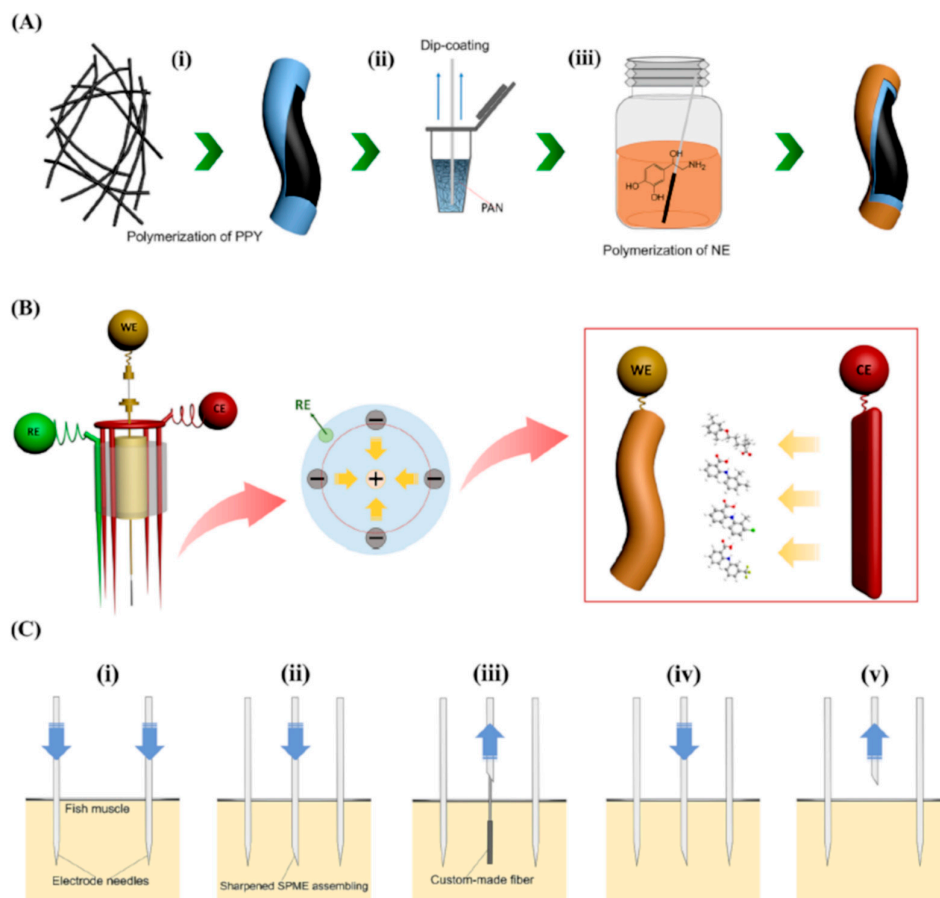 (A)
(i)
(ii)
(iii)
Dip-coating
PAN
OH
NH2
HO
OH
Polymerization of PPY
Polymerization of NE
(B)
WE
RE
CE
RE
−
−
+
−
−
WE
CE
(C)
(i)
(ii)
(iii)
(iv)
(v)
Fish muscle
Electrode needles
Sharpened SPME assembling
Custom-made fiber